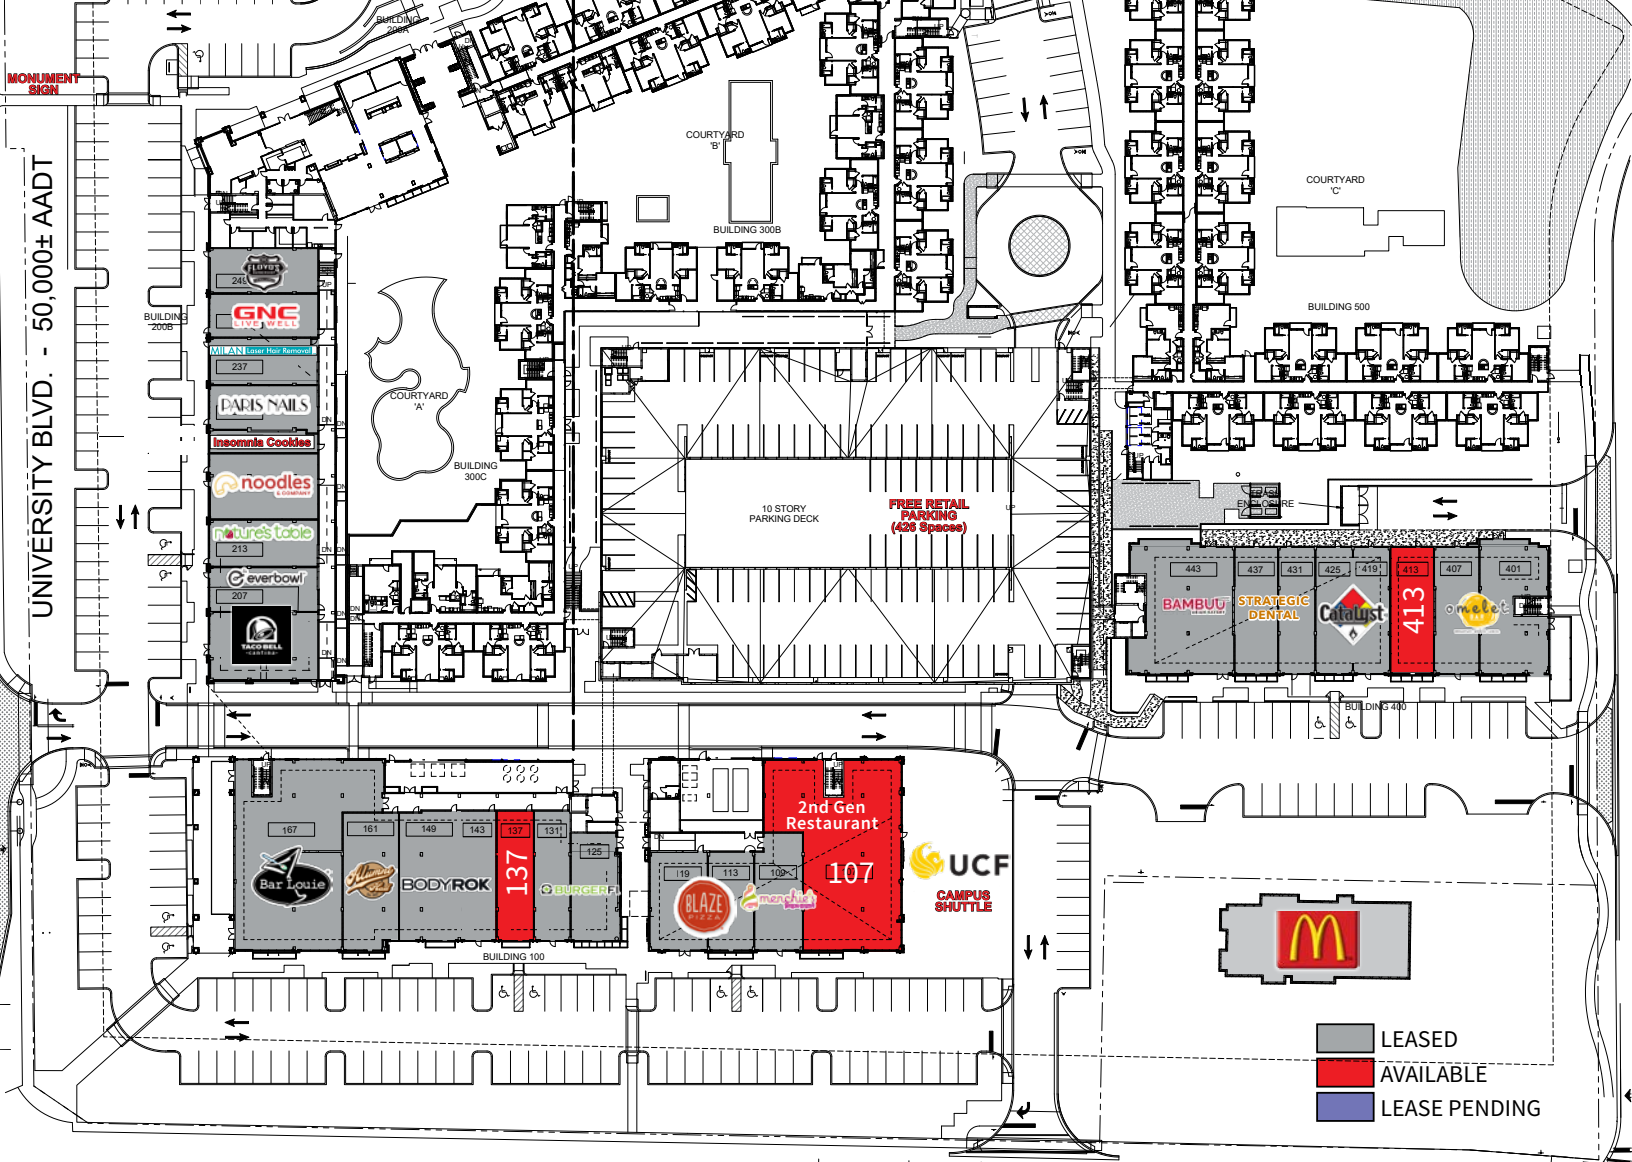 BUILDING
200A
MONUMENT
SIGN
UNIVERSITY BLVD. - 50,000± AADT
COURTYARD
'B'
COURTYARD
'C'
BUILDING 300B
BUILDING 500
FLOYD'S
GNC
LIVE WELL
BUILDING
200B
MILAN Laser Hair Removal
237
PARIS NAILS
Insomnia Cookies
noodles
& COMPANY
nature's table
213
everbowl
207
TACO BELL
cantina
COURTYARD
'A'
BUILDING
300C
10 STORY
PARKING DECK
FREE RETAIL
PARKING
(426 Spaces)
TRASH
ENCLOSURE
443
437
431
425
419
413
407
401
BAMBUU
STRATEGIC
DENTAL
Catalyst
413
omelet
BUILDING 400
167
161
149
143
137
131
125
Bar Louie
BODYROK
137
BURGERFI
BUILDING 100
2nd Gen
Restaurant
119
113
109
107
BLAZE
PIZZA
menchie's
UCF
CAMPUS
SHUTTLE
LEASED
AVAILABLE
LEASE PENDING